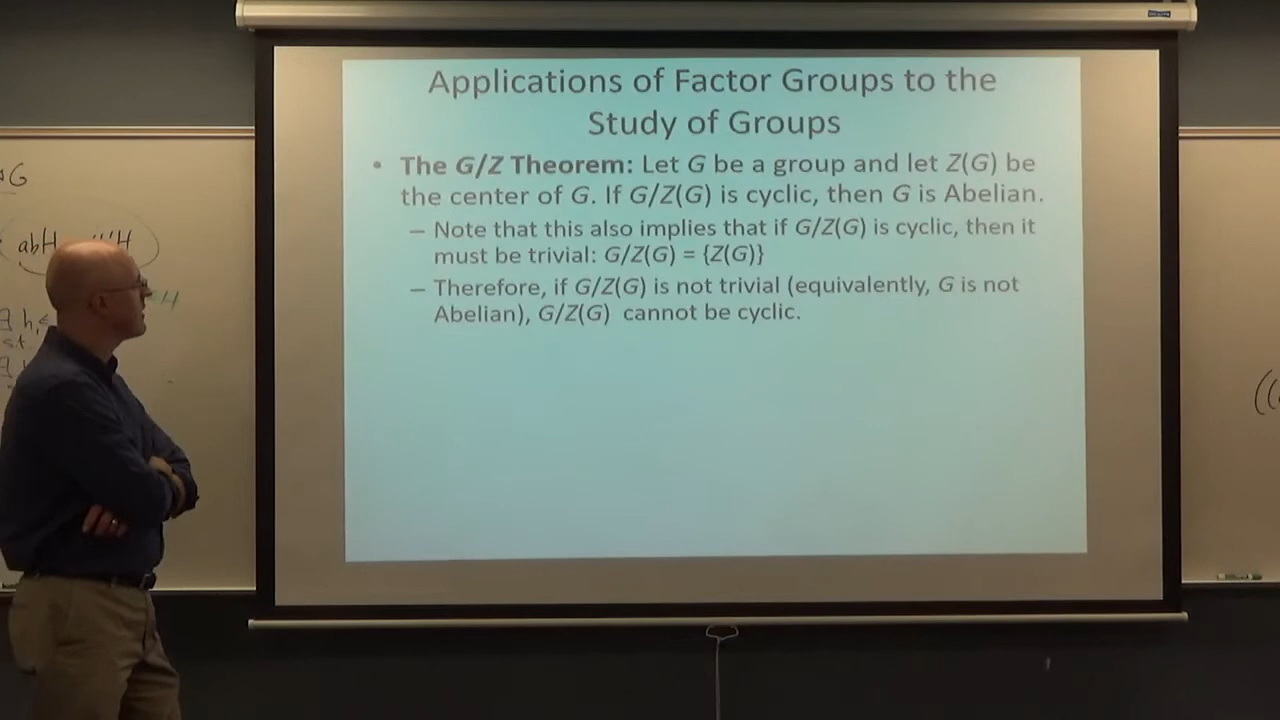 Applications of Factor Groups to the
Study of Groups
• The G/Z Theorem: Let G be a group and let Z(G) be
the center of G. If G/Z(G) is cyclic, then G is Abelian.
– Note that this also implies that if G/Z(G) is cyclic, then it
must be trivial: G/Z(G) = {Z(G)}
– Therefore, if G/Z(G) is not trivial (equivalently, G is not
Abelian), G/Z(G) cannot be cyclic.
G
abH
H
∃ h,
s.t.
∃
((